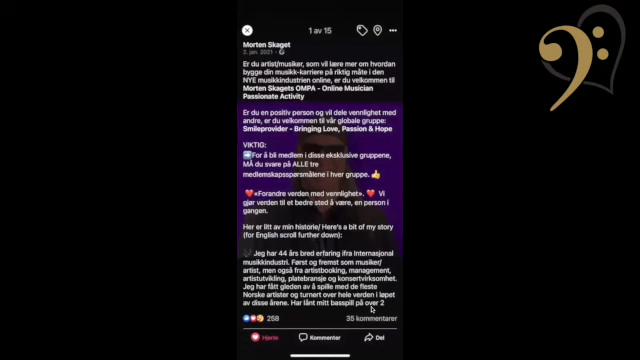 1 av 15
Morten Skaget
2. jan. 2021
Er du artist/musiker, som vil lære mer om hvordan
bygge din musikk-karriere på riktig måte i den
NYE musikkindustrien online, er du velkommen til
Morten Skagets OMPA - Online Musician
Passionate Activity
Er du en positiv person og vil dele vennlighet med
andre, er du velkommen til vår globale gruppe:
Smileprovider - Bringing Love, Passion & Hope
VIKTIG:
➡️For å bli medlem i disse eksklusive gruppene,
MÅ du svare på ALLE tre
medlemskapsspørsmålene i hver gruppe. 👍
❤️«Forandre verden med vennlighet». ❤️ Vi
gjør verden til et bedre sted å være, en person i
gangen.
Her er litt av min historie/ Here's a bit of my story
(for English scroll further down):
Jeg har 44 års bred erfaring ifra Internasjonal
musikkindustri. Først og fremst som musiker/
artist, men også fra artistbooking, management,
artistutvikling, platebransje og konsertvirksomhet.
Jeg har fått gleden av å spille med de fleste
Norske artister og turnert over hele verden i løpet
av disse årene. Har lånt mitt basspill på over 2
258
35 kommentarer
Hjerte
Kommenter
Del